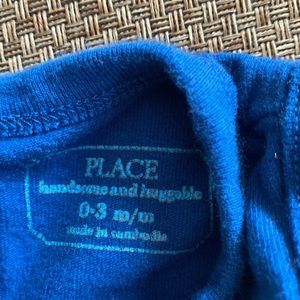 PLACE
handsome and huggable
0-3 m/m
made in cambodia